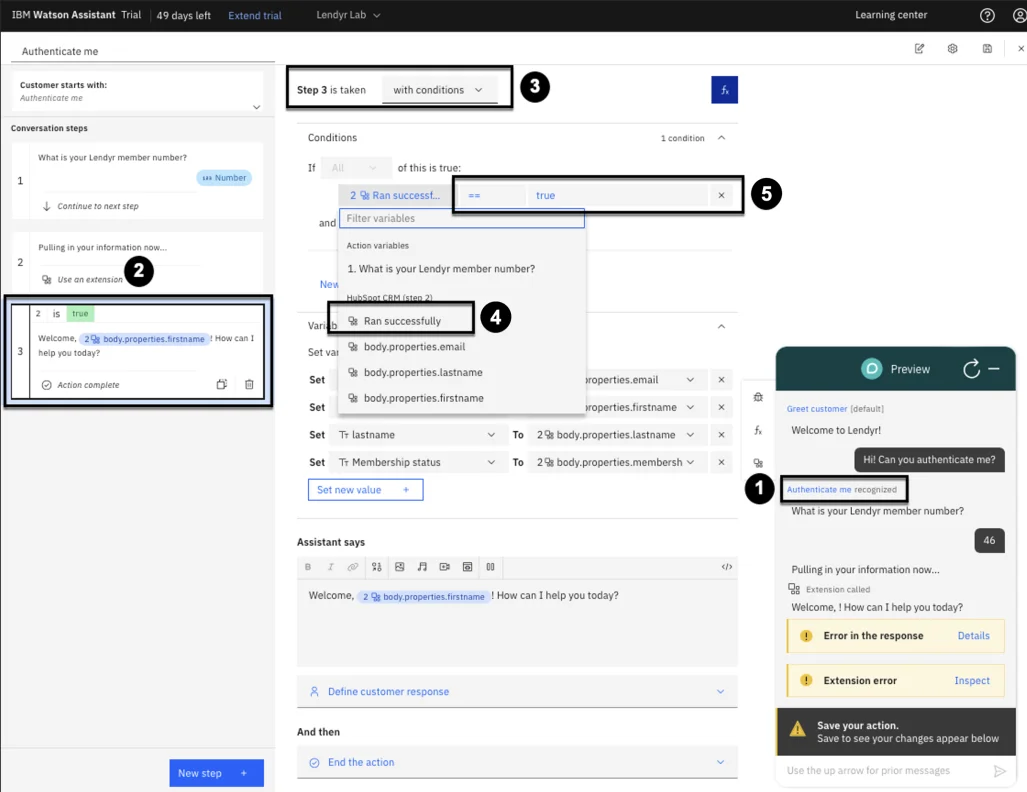 IBM Watson Assistant Trial 49 days left Extend trial Lendyr Lab Learning center
Authenticate me
Customer starts with:
Authenticate me
Conversation steps
1
What is your Lendyr member number?
Number
Continue to next step
2
Pulling in your information now...
Use an extension
2
3
2 is true
Welcome, 2 body.properties.firstname ! How can I
help you today?
Action complete
New step +
Step 3 is taken with conditions
3
fx
Conditions 1 condition
If All of this is true:
2 Ran successf... == true
5
and
Filter variables
Action variables
1. What is your Lendyr member number?
New
HubSpot CRM (step 2)
Ran successfully
4
body.properties.email
body.properties.lastname
body.properties.firstname
Variab
Set var
Set properties.email
Set properties.firstname
Set Tт lastname To 2 body.properties.lastname
Set Tт Membership status To 2 body.properties.membersh
Set new value +
Assistant says
B I
Welcome, 2 body.properties.firstname ! How can I help you today?
Define customer response
And then
End the action
fx
Preview
Greet customer [default]
Welcome to Lendyr!
Hi! Can you authenticate me?
1
Authenticate me recognized
What is your Lendyr member number?
46
Pulling in your information now...
Extension called
Welcome, ! How can I help you today?
Error in the response Details
Extension error Inspect
Save your action.
Save to see your changes appear below
Use the up arrow for prior messages